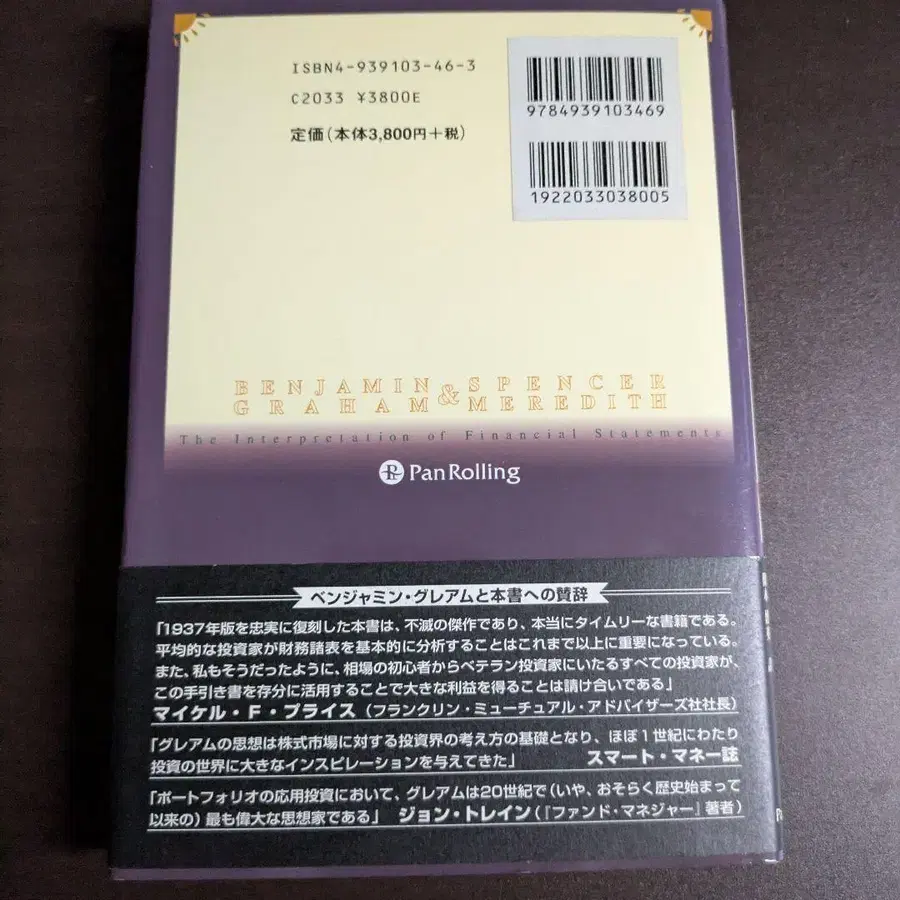 ISBN4-939103-46-3
C2033 ¥3800E
定価(本体3,800円+税)
9784939103469
1922033038005
BENJAMIN GRAHAM & SPENCER MEREDITH
The Interpretation of Financial Statements
PanRolling
ベンジャミン・グレアムと本書への賛辞
「1937年版を忠実に復刻した本書は、不滅の傑作であり、本当にタイムリーな書籍である。
平均的な投資家が財務諸表を基本的に分析することはこれまで以上に重要になっている。
また、私もそうだったように、相場の初心者からベテラン投資家にいたるすべての投資家が、
この手引き書を存分に活用することで大きな利益を得ることは請け合いである」
マイケル・F・プライス(フランクリン・ミューチュアル・アドバイザーズ社社長)
「グレアムの思想は株式市場に対する投資界の考え方の基礎となり、ほぼ1世紀にわたり
投資の世界に大きなインスピレーションを与えてきた」 スマート・マネー誌
「ポートフォリオの応用投資において、グレアムは20世紀で(いや、おそらく歴史始まって
以来の)最も偉大な思想家である」 ジョン・トレイン(『ファンド・マネジャー』著者)